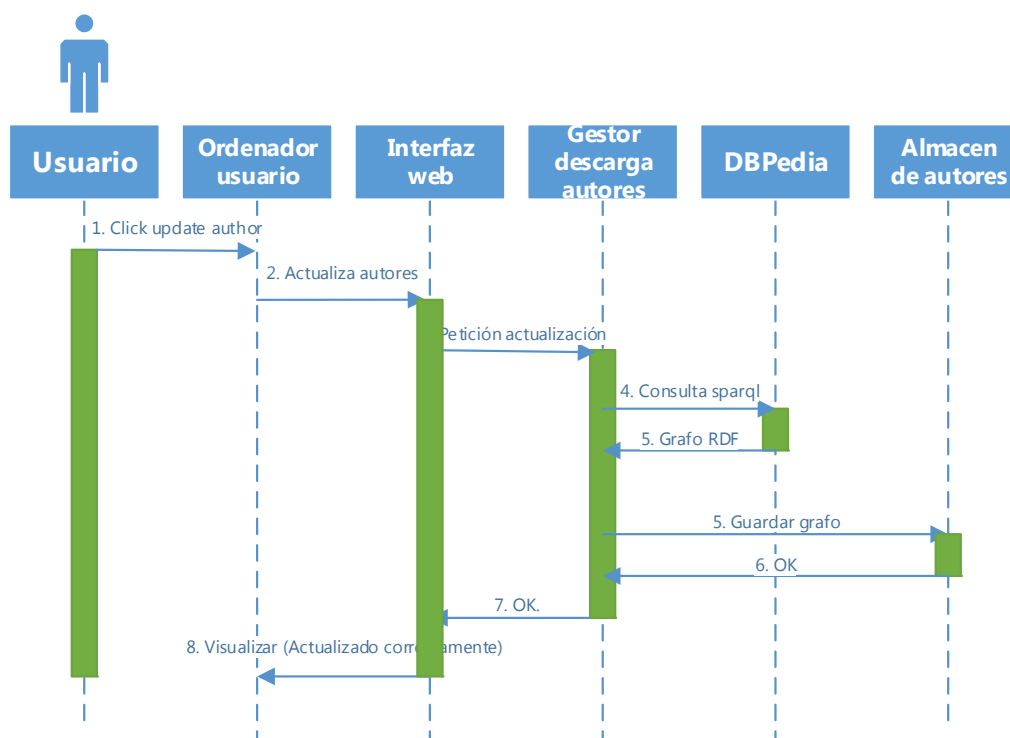 Usuario
Ordenador
usuario
Interfaz
web
Gestor
descarga
autores
DBPedia
Almacen
de autores
1. Click update author
2. Actualiza autores
Petición actualización
4. Consulta sparql
5. Grafo RDF
5. Guardar grafo
6. OK
7. OK.
8. Visualizar (Actualizado correctamente)